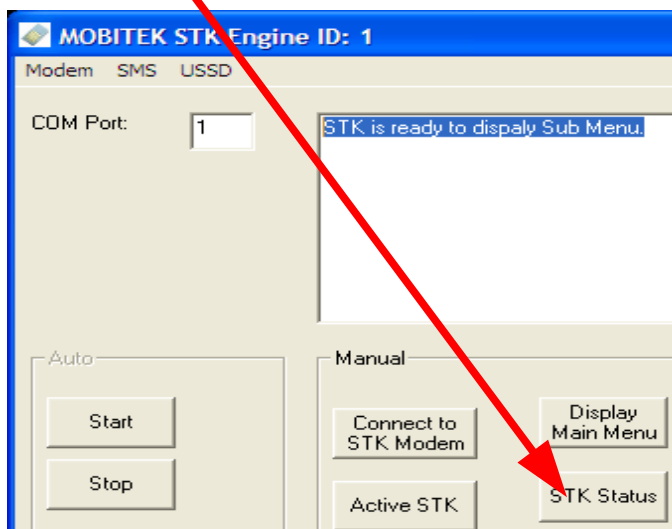 MOBITEK STK Engine ID: 1
Modem SMS USSD
COM Port: 1
STK is ready to dispaly Sub Menu.
Auto
Start
Stop
Manual
Connect to
STK Modem
Display
Main Menu
Active STK
STK Status